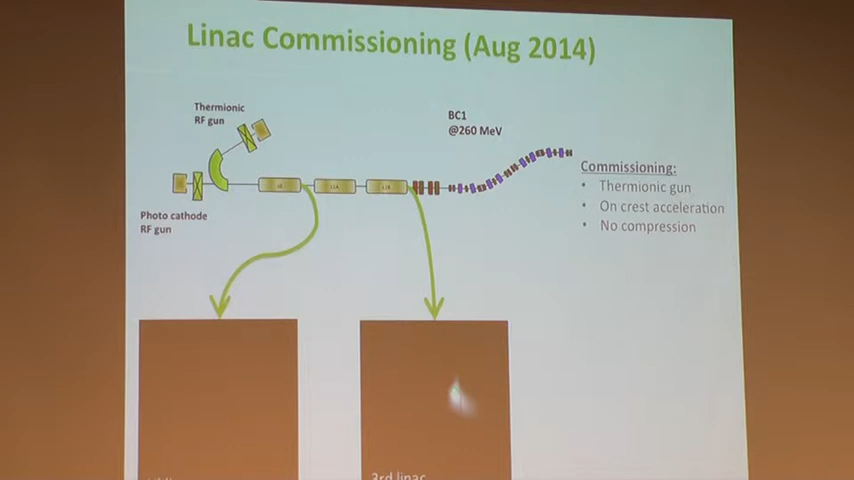 Linac Commissioning (Aug 2014)
Thermionic
RF gun
BC1
@260 MeV
Commissioning:
• Thermionic gun
• On crest acceleration
• No compression
Photo cathode
RF gun
3rd linac